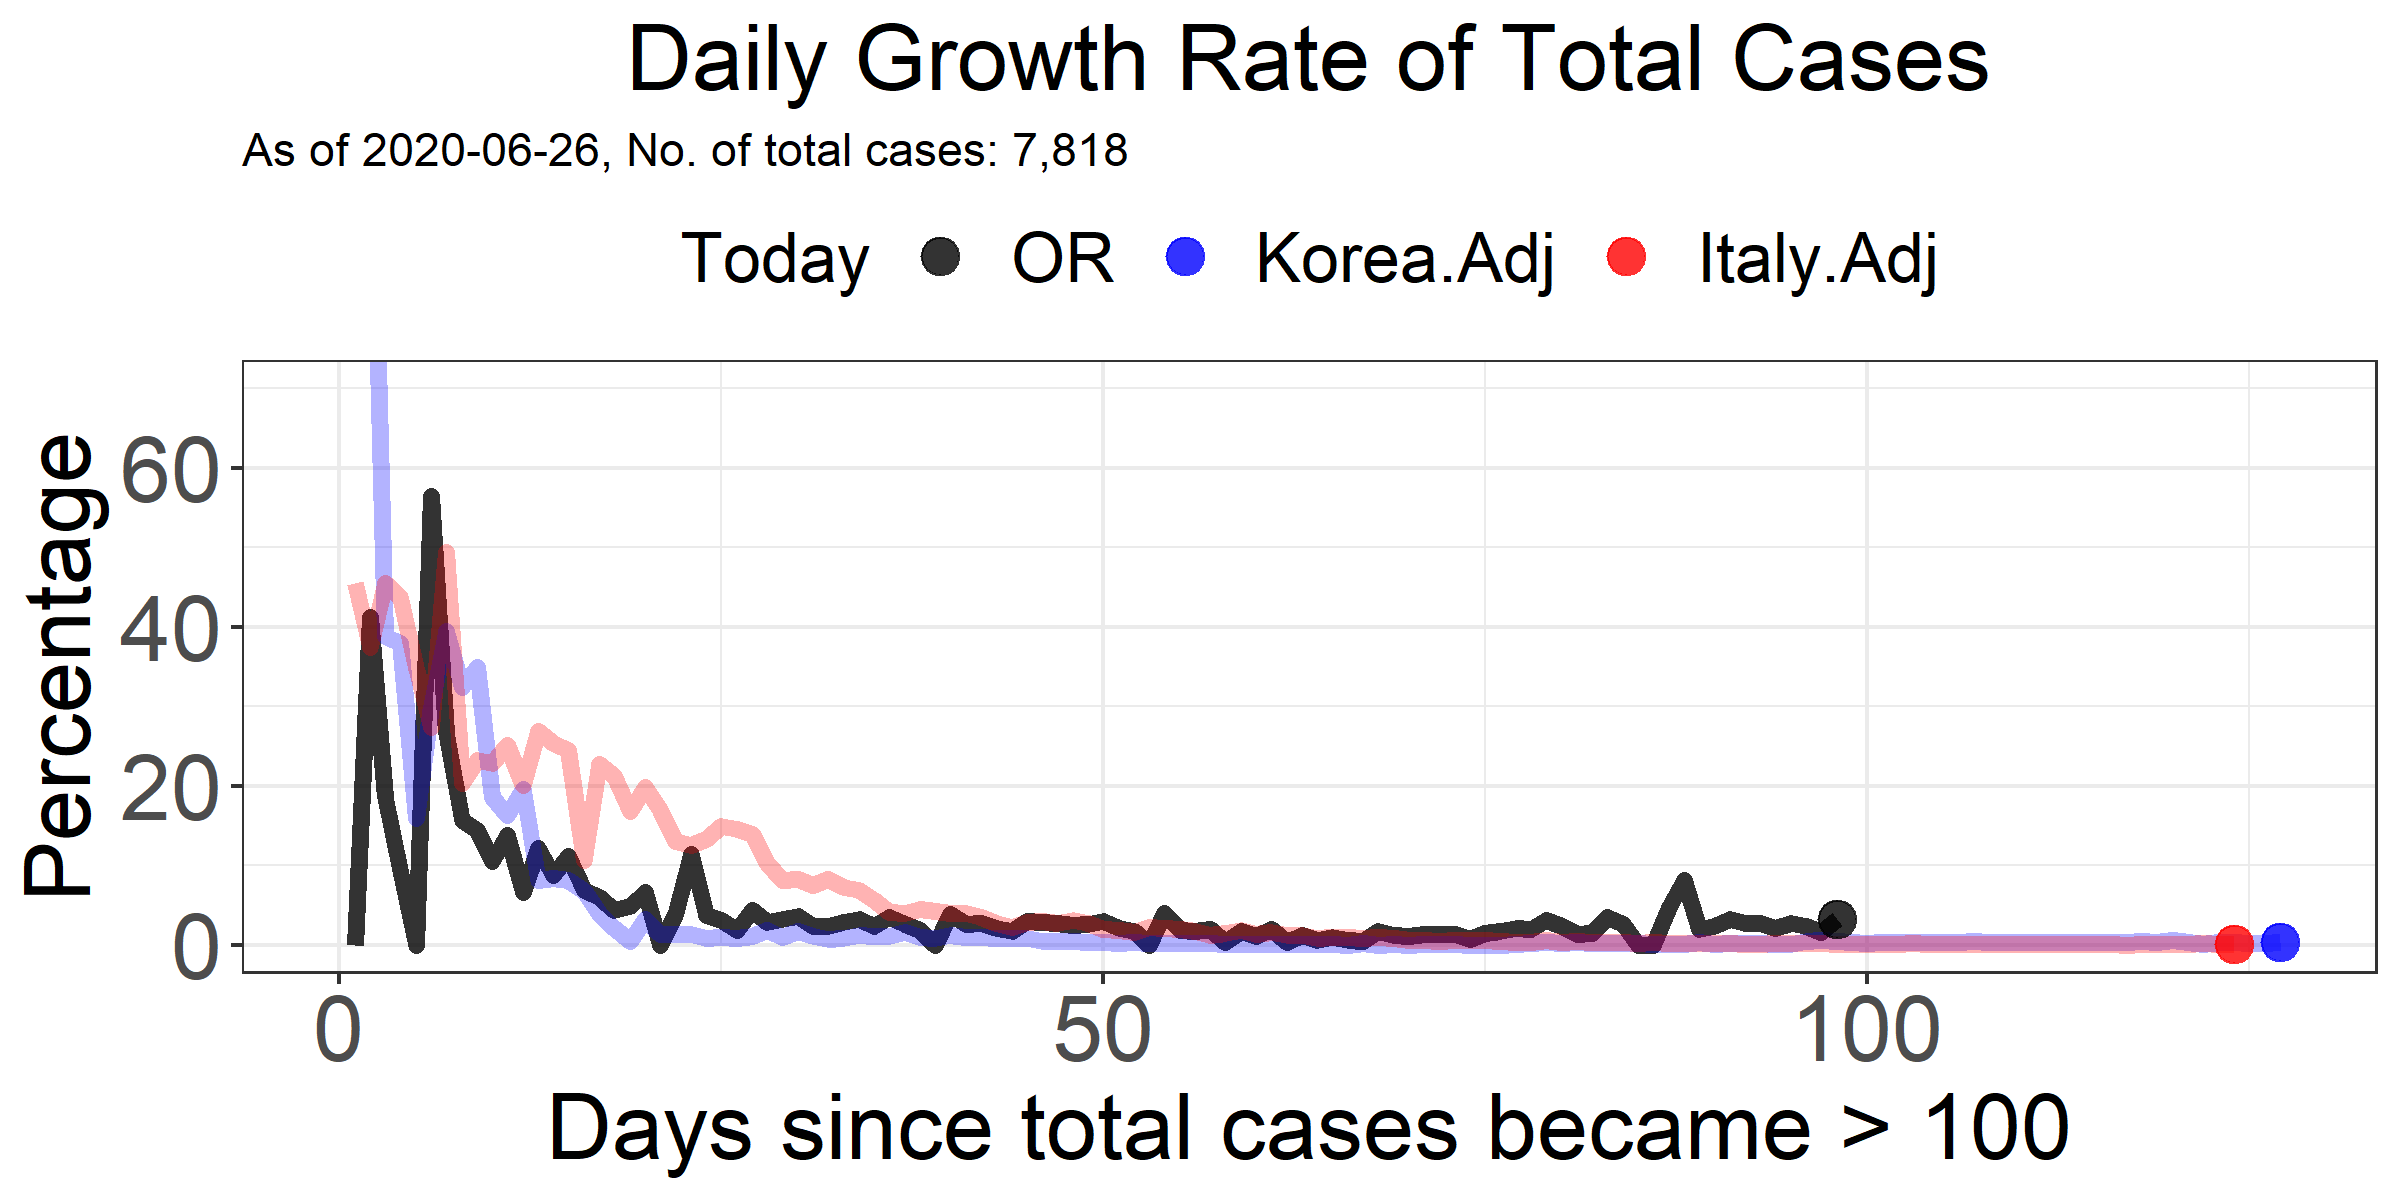 Daily Growth Rate of Total Cases
As of 2020-06-26, No. of total cases: 7,818
Today OR Korea.Adj Italy.Adj
Percentage
60
40
20
0
0 50 100
Days since total cases became > 100